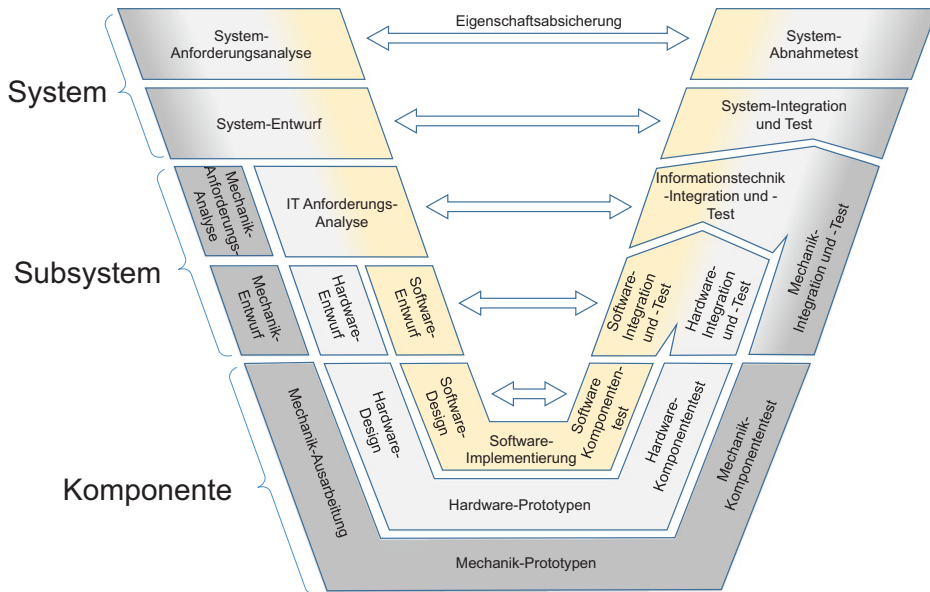 Eigenschaftsabsicherung
System-
Anforderungsanalyse
System-
Abnahmetest
System
System-Entwurf
System-Integration
und Test
Mechanik-
Anforderungs-
Analyse
IT Anforderungs-
Analyse
Informationstechnik
-Integration und -
Test
Subsystem
Mechanik-
Entwurf
Hardware-
Entwurf
Software-
Entwurf
Software-
Integration
und -Test
Hardware-
Integration
und -Test
Mechanik-
Integration und -Test
Komponente
Mechanik-Ausarbeitung
Hardware-
Design
Software-
Design
Software-
Implementierung
Software
Komponenten-
test
Hardware-
Komponententest
Mechanik-
Komponententest
Hardware-Prototypen
Mechanik-Prototypen